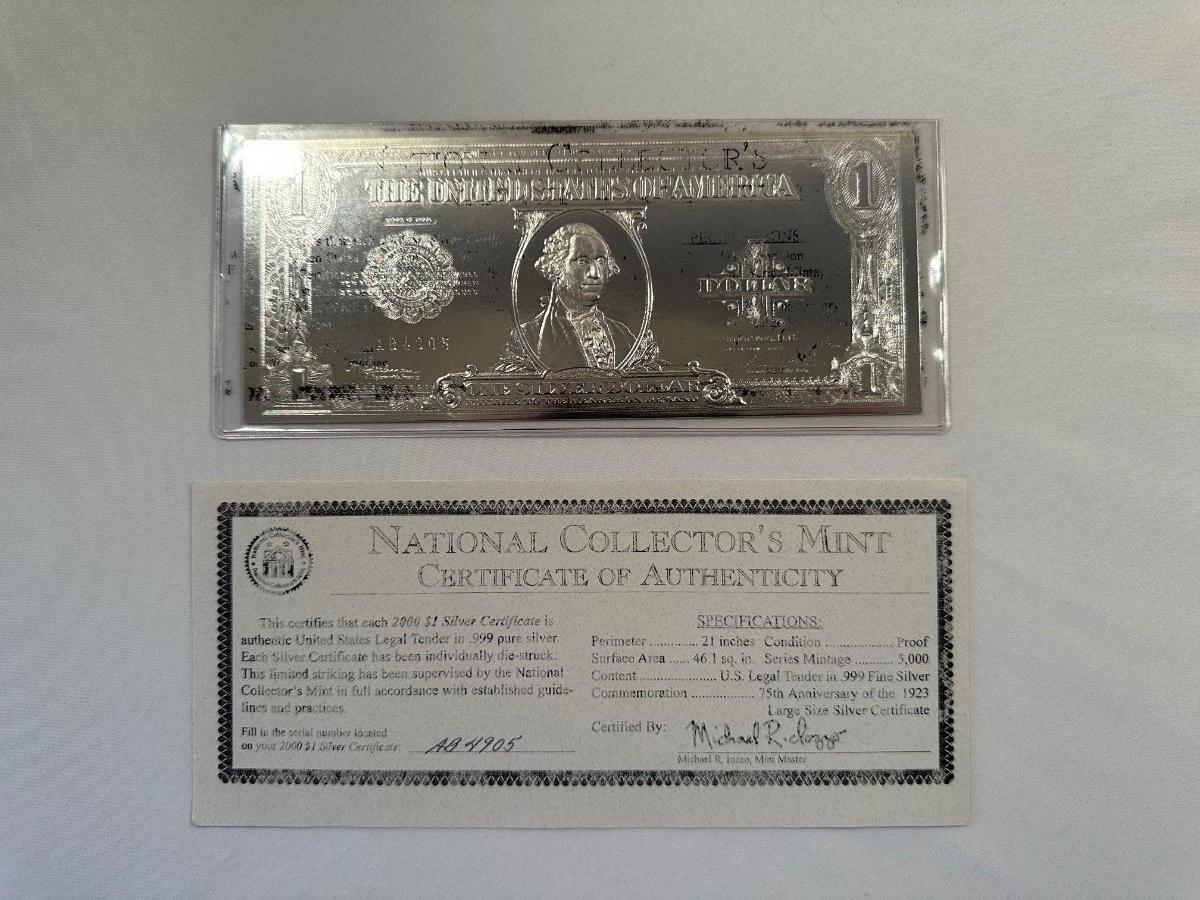 COLLECTOR'S
THE UNITED STATES OF AMERICA
1
1
DOLLAR
THE SILVER DOLLAR
1
1
NATIONAL COLLECTOR'S MINT
CERTIFICATE OF AUTHENTICITY
This certifies that each 2000 $1 Silver Certificate is
authentic United States Legal Tender in .999 pure silver.
Each Silver Certificate has been individually die-struck.
This limited striking has been supervised by the National
Collector's Mint in full accordance with established guide-
lines and practices.
Fill in the serial number located
on your 2000 $1 Silver Certificate: AB 4905
SPECIFICATIONS:
Perimeter ........... 21 inches Condition ................ Proof
Surface Area ...... 46.1 sq. in. Series Mintage .......... 5,000
Content ..................... U.S. Legal Tender in .999 Fine Silver
Commemoration ................ 75th Anniversary of the 1923
Large Size Silver Certificate
Certified By: Michael R. Iozzo
Michael R. Iozzo, Mint Master